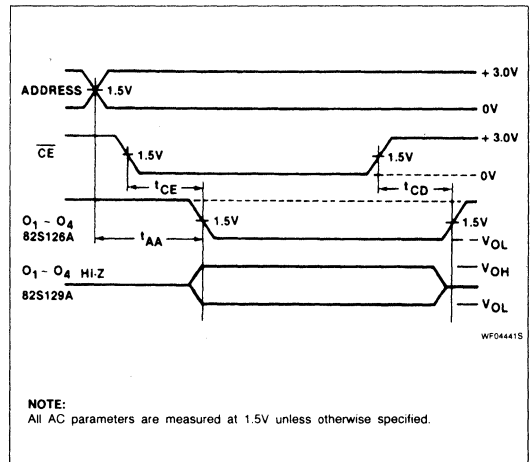 + 3.0V
ADDRESS 1.5V
0V
+ 3.0V
CE 1.5V 1.5V
0V
tCE tCD
O1 ~ O4 1.5V 1.5V
82S126A tAA VOL
O1 ~ O4 Hi-Z VOH
82S129A
VOL
WF04441S
NOTE:
All AC parameters are measured at 1.5V unless otherwise specified.